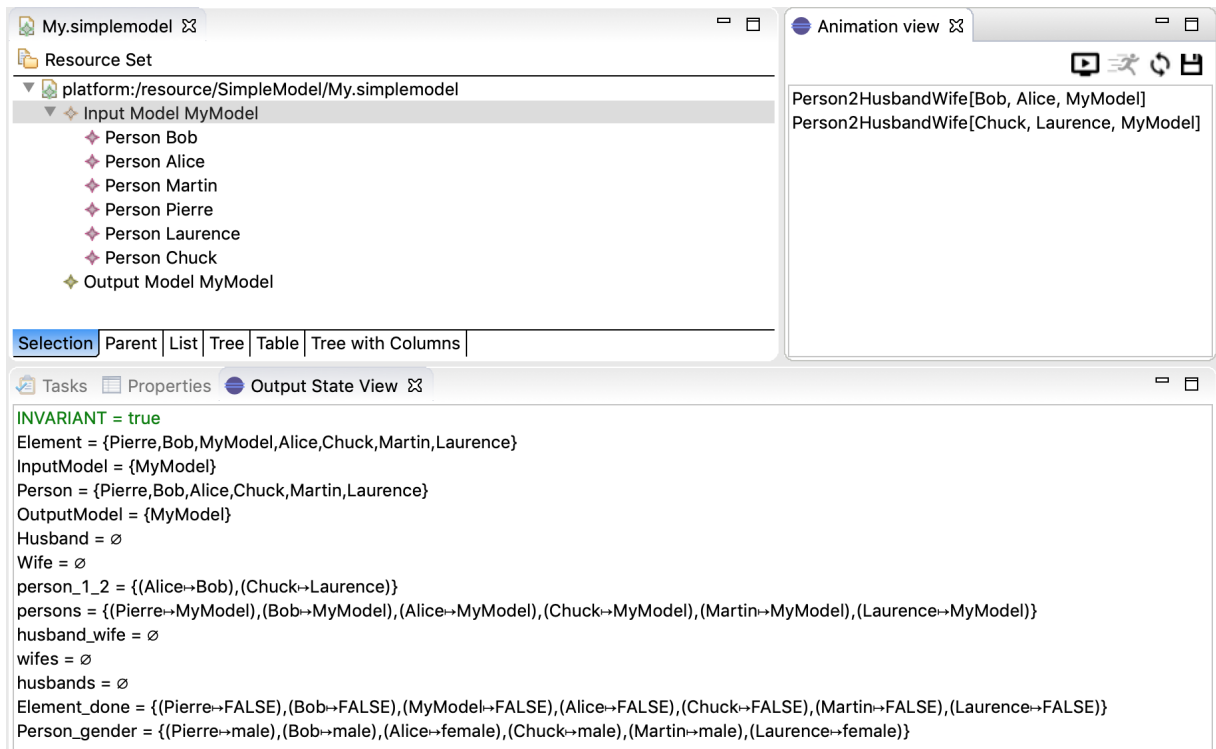 My.simplemodel
Resource Set
platform:/resource/SimpleModel/My.simplemodel
Input Model MyModel
Person Bob
Person Alice
Person Martin
Person Pierre
Person Laurence
Person Chuck
Output Model MyModel
Selection Parent List Tree Table Tree with Columns
Animation view
Person2HusbandWife[Bob, Alice, MyModel]
Person2HusbandWife[Chuck, Laurence, MyModel]
Tasks Properties Output State View
INVARIANT = true
Element = {Pierre,Bob,MyModel,Alice,Chuck,Martin,Laurence}
InputModel = {MyModel}
Person = {Pierre,Bob,Alice,Chuck,Martin,Laurence}
OutputModel = {MyModel}
Husband = ∅
Wife = ∅
person_1_2 = {(Alice↦Bob),(Chuck↦Laurence)}
persons = {(Pierre↦MyModel),(Bob↦MyModel),(Alice↦MyModel),(Chuck↦MyModel),(Martin↦MyModel),(Laurence↦MyModel)}
husband_wife = ∅
wifes = ∅
husbands = ∅
Element_done = {(Pierre↦FALSE),(Bob↦FALSE),(MyModel↦FALSE),(Alice↦FALSE),(Chuck↦FALSE),(Martin↦FALSE),(Laurence↦FALSE)}
Person_gender = {(Pierre↦male),(Bob↦male),(Alice↦female),(Chuck↦male),(Martin↦male),(Laurence↦female)}